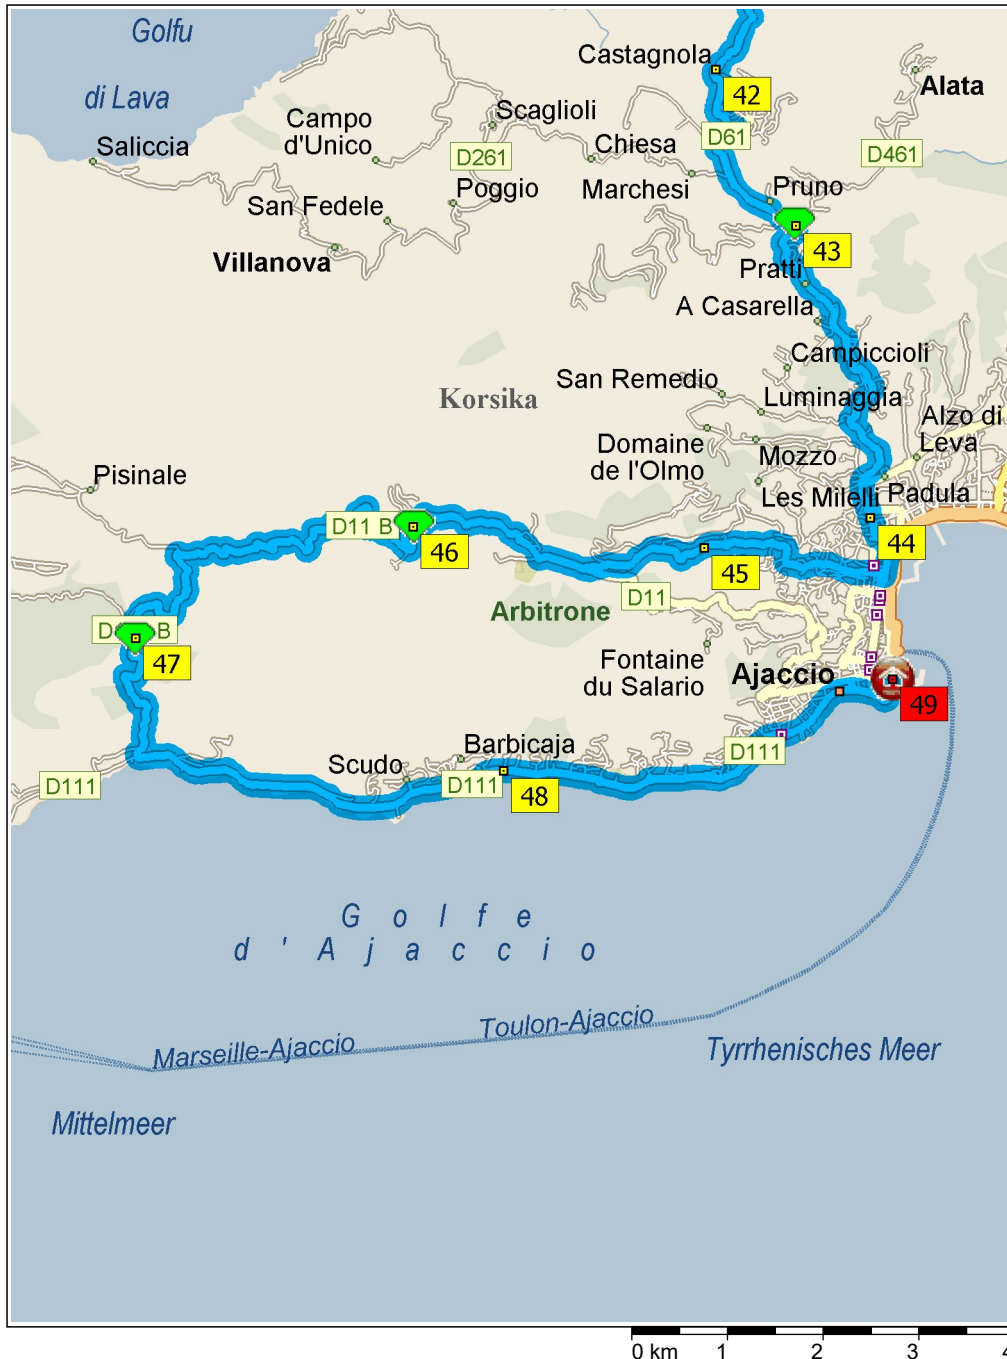 Golfu
di Lava
Castagnola
42
Alata
Scaglioli
Campo
d'Unico
D61
D261
Chiesa
D461
Saliccia
Marchesi
Poggio
Pruno
San Fedele
Villanova
43
Pratti
A Casarella
Campiccioli
San Remedio
Korsika
Luminaggia
Alzo di
Leva
Domaine
de l'Olmo
Mozzo
Pisinale
Les Milelli
Padula
D11 B
46
44
45
D11
Arbitrone
D B
47
Fontaine
du Salario
Ajaccio
49
Barbicaja
D111
Scudo
D111
D111
48
Golfe
d'Ajaccio
Toulon-Ajaccio
Marseille-Ajaccio
Tyrrhenisches Meer
Mittelmeer
0 km 1 2 3 4